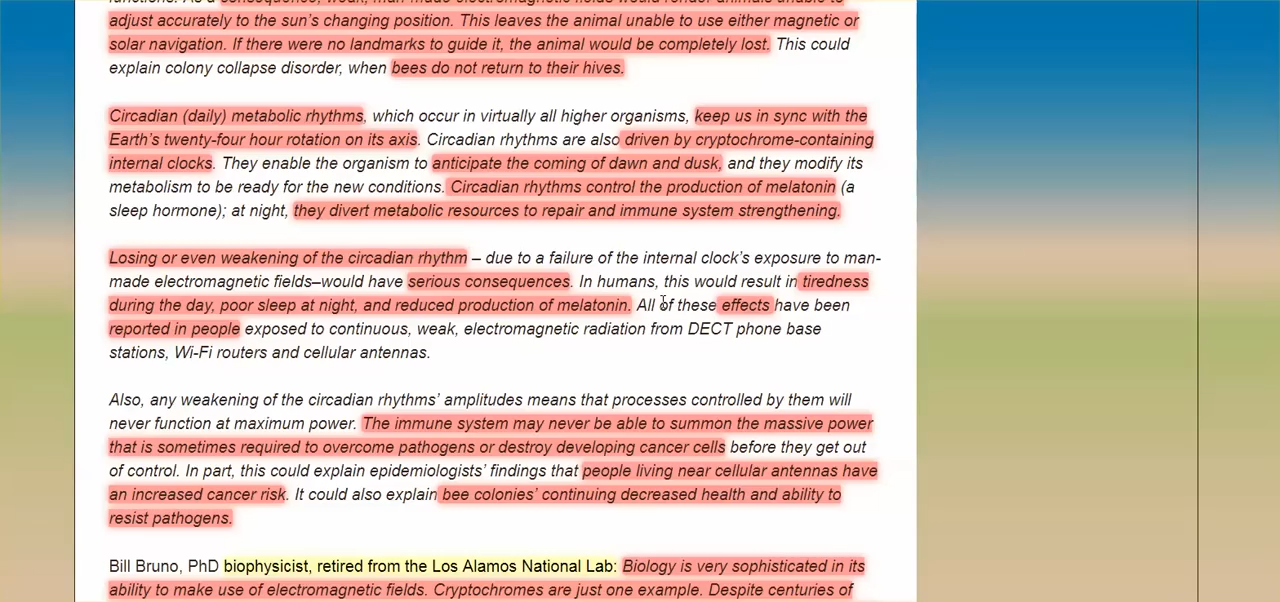 adjust accurately to the sun's changing position. This leaves the animal unable to use either magnetic or
solar navigation. If there were no landmarks to guide it, the animal would be completely lost. This could
explain colony collapse disorder, when bees do not return to their hives.
Circadian (daily) metabolic rhythms, which occur in virtually all higher organisms, keep us in sync with the
Earth's twenty-four hour rotation on its axis. Circadian rhythms are also driven by cryptochrome-containing
internal clocks. They enable the organism to anticipate the coming of dawn and dusk, and they modify its
metabolism to be ready for the new conditions. Circadian rhythms control the production of melatonin (a
sleep hormone); at night, they divert metabolic resources to repair and immune system strengthening.
Losing or even weakening of the circadian rhythm – due to a failure of the internal clock's exposure to man-
made electromagnetic fields–would have serious consequences. In humans, this would result in tiredness
during the day, poor sleep at night, and reduced production of melatonin. All of these effects have been
reported in people exposed to continuous, weak, electromagnetic radiation from DECT phone base
stations, Wi-Fi routers and cellular antennas.
Also, any weakening of the circadian rhythms' amplitudes means that processes controlled by them will
never function at maximum power. The immune system may never be able to summon the massive power
that is sometimes required to overcome pathogens or destroy developing cancer cells before they get out
of control. In part, this could explain epidemiologists' findings that people living near cellular antennas have
an increased cancer risk. It could also explain bee colonies' continuing decreased health and ability to
resist pathogens.
Bill Bruno, PhD biophysicist, retired from the Los Alamos National Lab: Biology is very sophisticated in its
ability to make use of electromagnetic fields. Cryptochromes are just one example. Despite centuries of